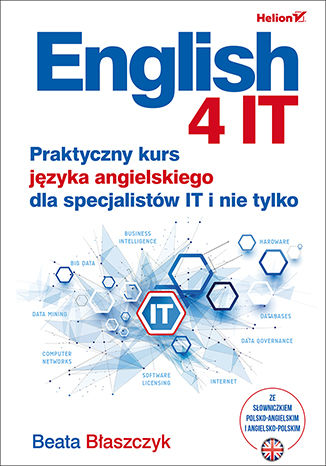 Helion
English
4 IT
Praktyczny kurs
języka angielskiego
dla specjalistów IT i nie tylko
BUSINESS
INTELLIGENCE
HARDWARE
BIG DATA
DATA MINING
IT
DATABASES
DATA GOVERNANCE
COMPUTER
NETWORKS
SOFTWARE
LICENSING
INTERNET
ZE
SŁOWNICZKIEM
POLSKO-ANGIELSKIM
I ANGIELSKO-POLSKIM
Beata Błaszczyk